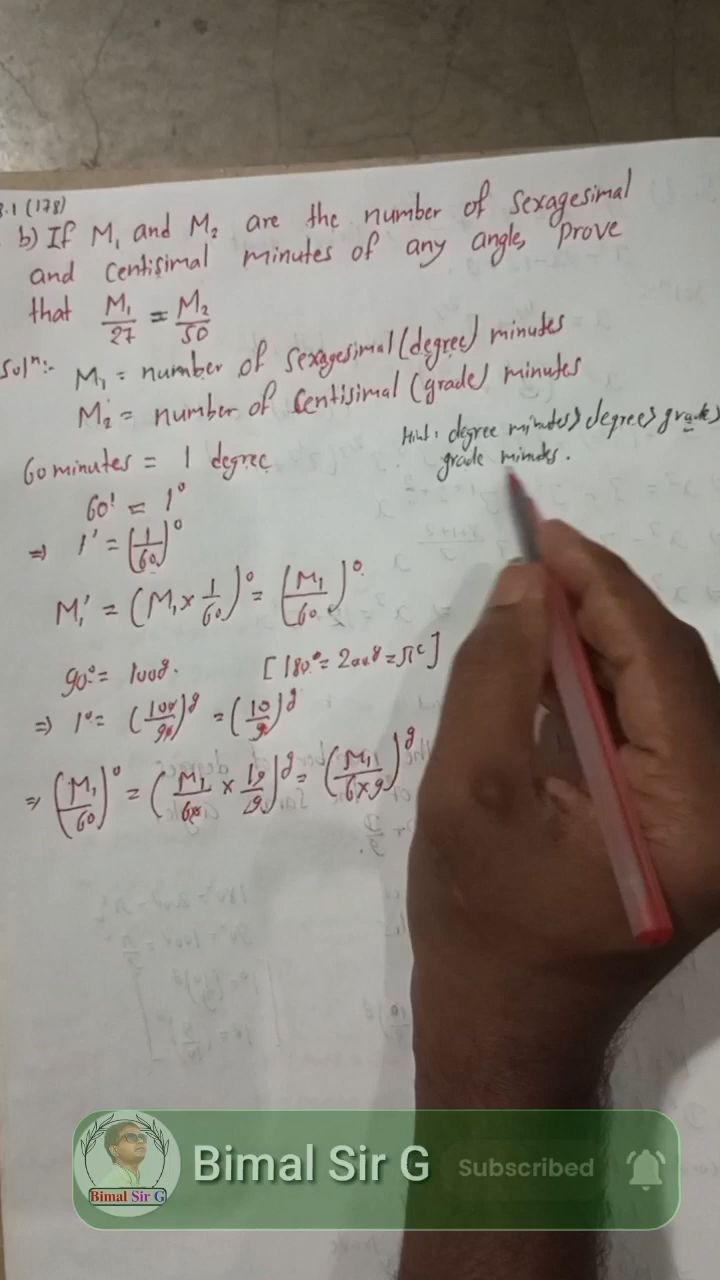 3.1 (178)
b) If M₁ and M₂ are the number of sexagesimal
and centisimal minutes of any angle, prove
that M₁/27 = M₂/50
Solⁿ:- M₁ = number of sexagesimal (degree) minutes
M₂ = number of centisimal (grade) minutes
Hint: degree minutes> degree> grade>
grade minutes.
60 minutes = 1 degree
60' = 1°
⇒ 1' = (1/60)°
M₁' = (M₁ × 1/60)° = (M₁/60)°
90° = 100g. [180° = 200g = πc]
⇒ 1° = (100/90)g = (10/9)g
⇒ (M₁/60)° = (M₁/60 × 10/9)g = (M₁/6×9)g
Bimal Sir G
Bimal Sir G Subscribed